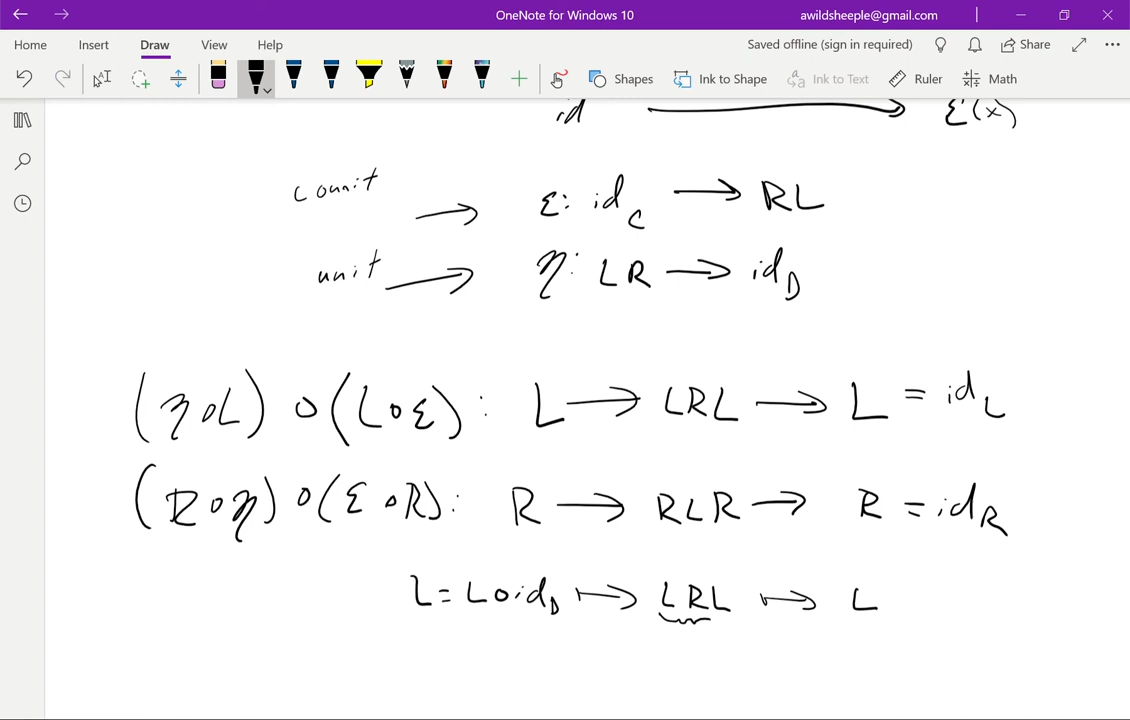 OneNote for Windows 10
awildsheeple@gmail.com
Home Insert Draw View Help
Saved offline (sign in required)
Share
Shapes Ink to Shape Ink to Text Ruler Math
id ⟶ ε(x)
counit → ε: id_C → RL
unit → η: LR → id_D
(η∘L) ∘ (L∘ε): L → LRL → L = id_L
(R∘η) ∘ (ε∘R): R → RLR → R = id_R
L = L∘id_D ↦ LRL ↦ L